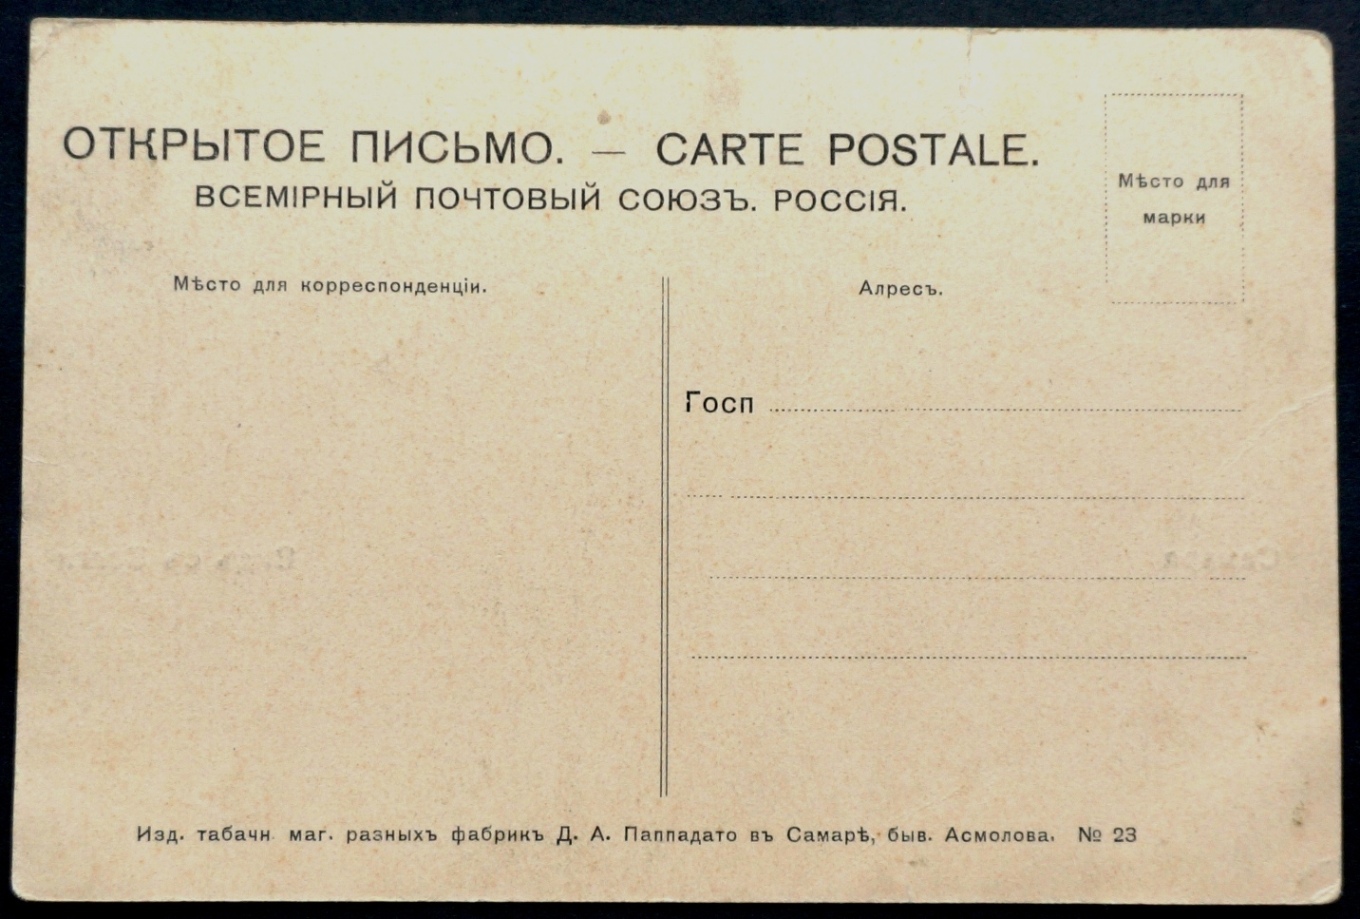 ОТКРЫТОЕ ПИСЬМО. — CARTE POSTALE.
ВСЕМІРНЫЙ ПОЧТОВЫЙ СОЮЗЪ. РОССІЯ.
Мѣсто для
марки
Мѣсто для корреспонденціи.
Алресъ.
Госп
Изд. табачн. маг. разныхъ фабрикъ Д. А. Паппадато въ Самарѣ, быв. Асмолова. № 23